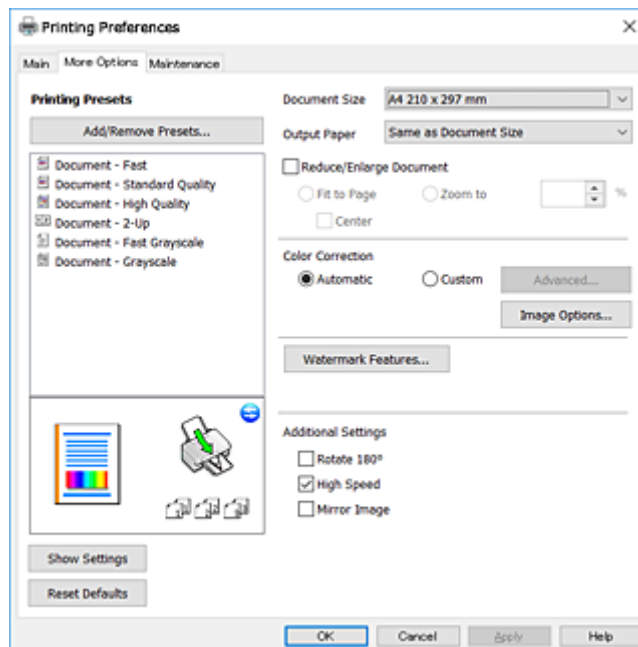 Printing Preferences
Main
More Options
Maintenance
Printing Presets
Add/Remove Presets...
Document - Fast
Document - Standard Quality
Document - High Quality
Document - 2-Up
Document - Fast Grayscale
Document - Grayscale
Show Settings
Reset Defaults
Document Size
A4 210 x 297 mm
Output Paper
Same as Document Size
Reduce/Enlarge Document
Fit to Page
Zoom to
%
Center
Color Correction
Automatic
Custom
Advanced...
Image Options...
Watermark Features...
Additional Settings
Rotate 180°
High Speed
Mirror Image
OK
Cancel
Apply
Help